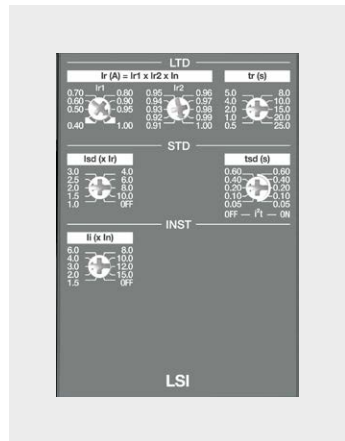 LTD
Ir (A) = Ir1 x Ir2 x In
tr (s)
Ir1
Ir2
0.70 0.80 0.95 0.96 5.0 8.0
0.60 0.90 0.94 0.97 4.0 10.0
0.50 0.95 0.93 0.98 2.0 15.0
0.92 0.99 1.0 20.0
0.40 1.00 0.91 1.00 0.5 25.0
STD
Isd (x Ir)
tsd (s)
3.0 4.0 0.60 0.60
2.5 6.0 0.40 0.40
2.0 8.0 0.20 0.20
1.5 10.0 0.10 0.10
1.0 OFF 0.05 0.05
OFF — I²t — ON
INST
Ii (x In)
6.0 8.0
4.0 10.0
3.0 12.0
2.0 15.0
1.5 OFF
LSI